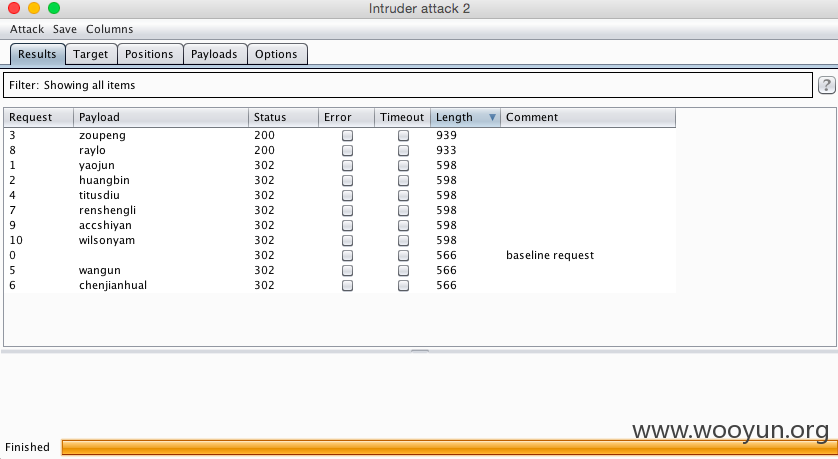 Intruder attack 2
Attack Save Columns
Results Target Positions Payloads Options
Filter: Showing all items ?
Request Payload Status Error Timeout Length Comment
3 zoupeng 200 939
8 raylo 200 933
1 yaojun 302 598
2 huangbin 302 598
4 titusdiu 302 598
7 renshengli 302 598
9 accshiyan 302 598
10 wilsonyam 302 598
0 302 566 baseline request
5 wangun 302 566
6 chenjianhual 302 566
www.wooyun.org
Finished